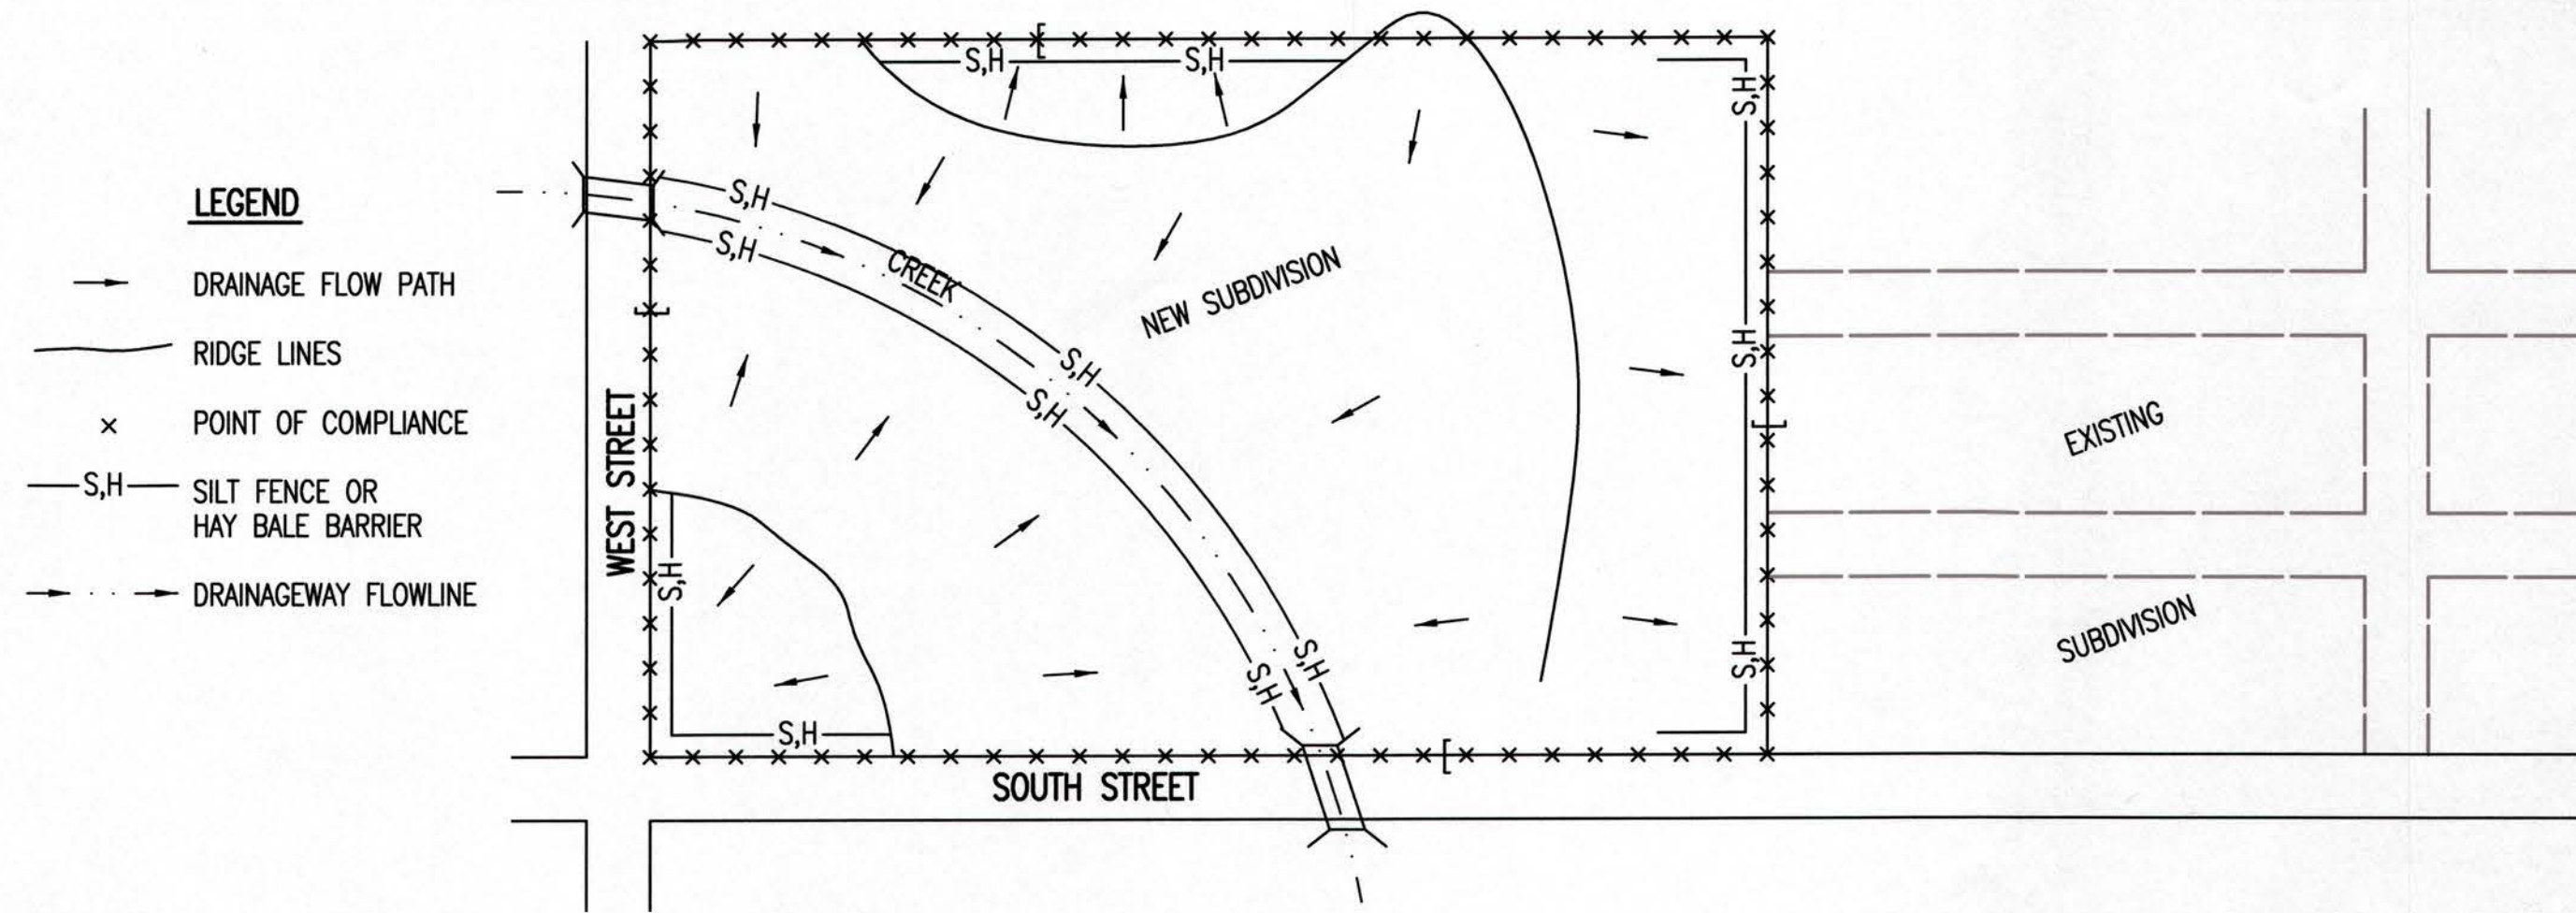 LEGEND
DRAINAGE FLOW PATH
RIDGE LINES
× POINT OF COMPLIANCE
S,H SILT FENCE OR
HAY BALE BARRIER
DRAINAGEWAY FLOWLINE
S,H
S,H
S,H
S,H
S,H
S,H
S,H
S,H
S,H
S,H
S,H
S,H
S,H
CREEK
NEW SUBDIVISION
WEST STREET
SOUTH STREET
EXISTING
SUBDIVISION